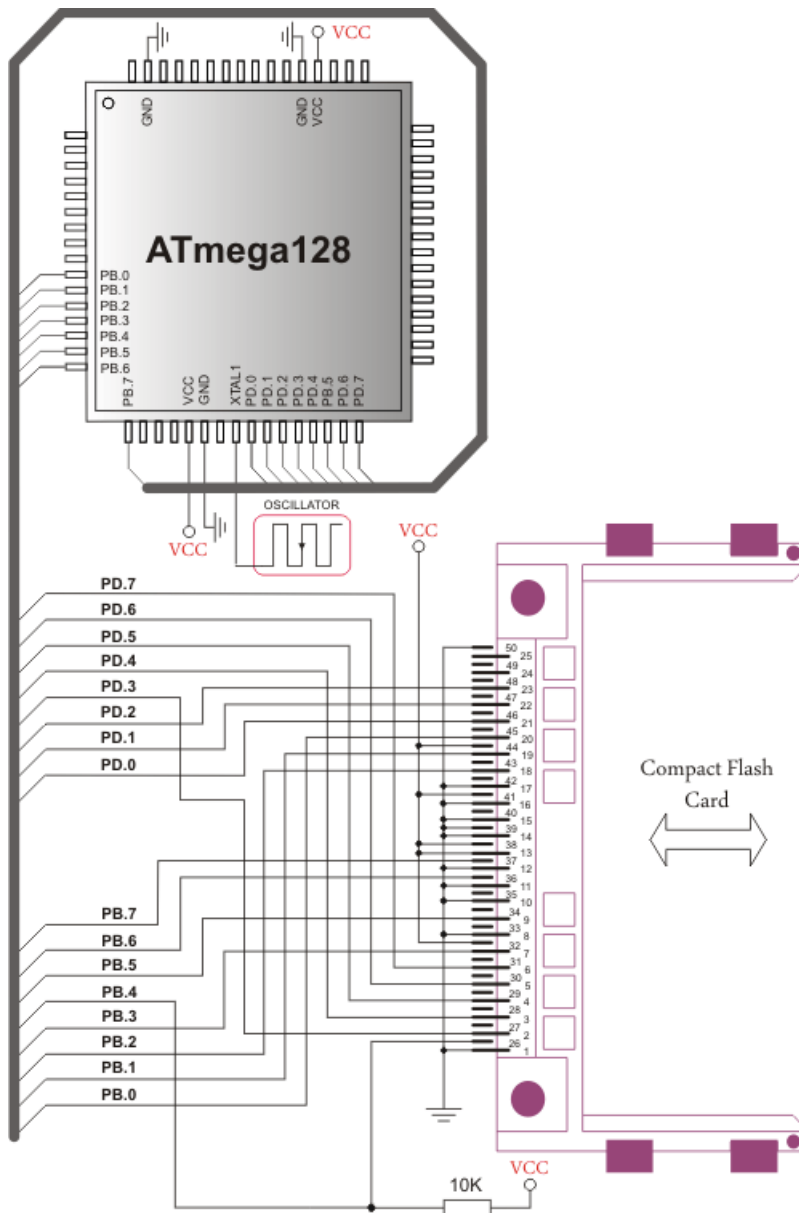 VCC
GND
GND
VCC
ATmega128
PB.0
PB.1
PB.2
PB.3
PB.4
PB.5
PB.6
PB.7
VCC
GND
XTAL1
PD.0
PD.1
PD.2
PD.3
PD.4
PB.5
PD.6
PD.7
OSCILLATOR
VCC
VCC
PD.7
PD.6
PD.5
PD.4
PD.3
PD.2
PD.1
PD.0
PB.7
PB.6
PB.5
PB.4
PB.3
PB.2
PB.1
PB.0
50
25
49
24
48
23
47
22
46
21
45
20
44
19
43
18
42
17
41
16
40
15
39
14
38
13
37
12
36
11
35
10
34
9
33
8
32
7
31
6
30
5
29
4
28
3
27
2
26
1
Compact Flash
Card
VCC
10K